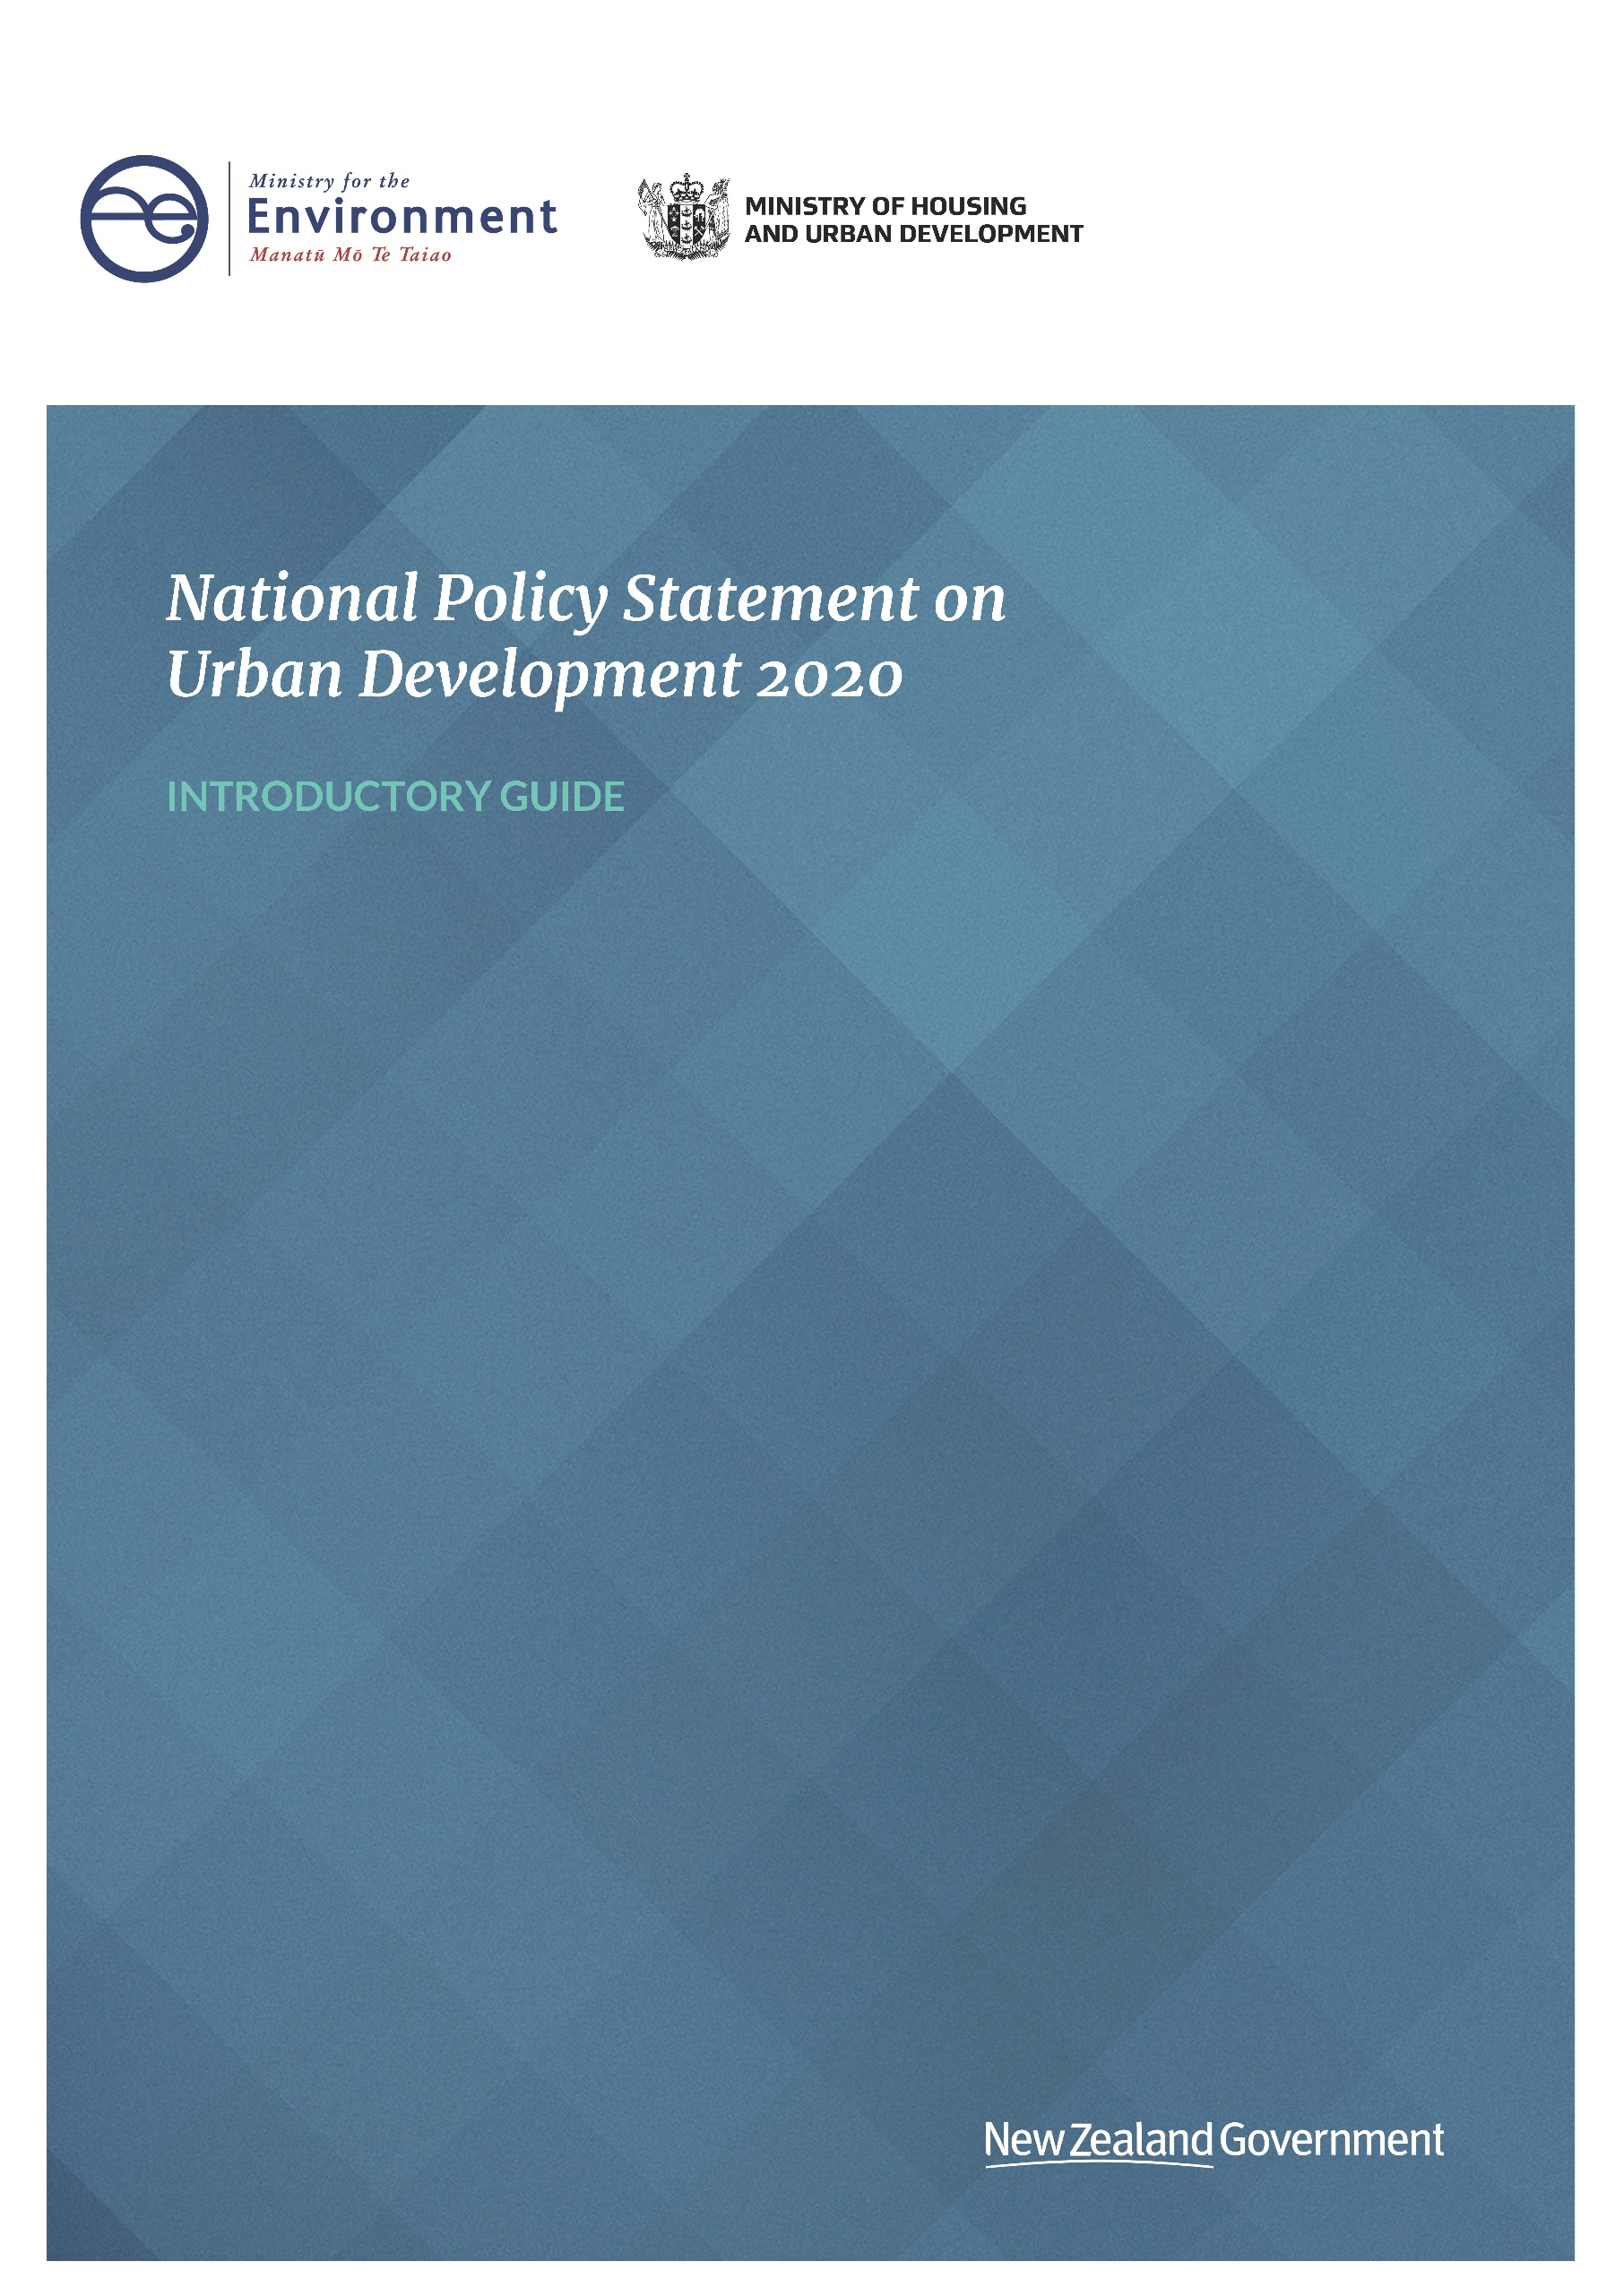 Ministry for the
Environment
Manatū Mō Te Taiao
MINISTRY OF HOUSING
AND URBAN DEVELOPMENT
National Policy Statement on
Urban Development 2020
INTRODUCTORY GUIDE
New Zealand Government